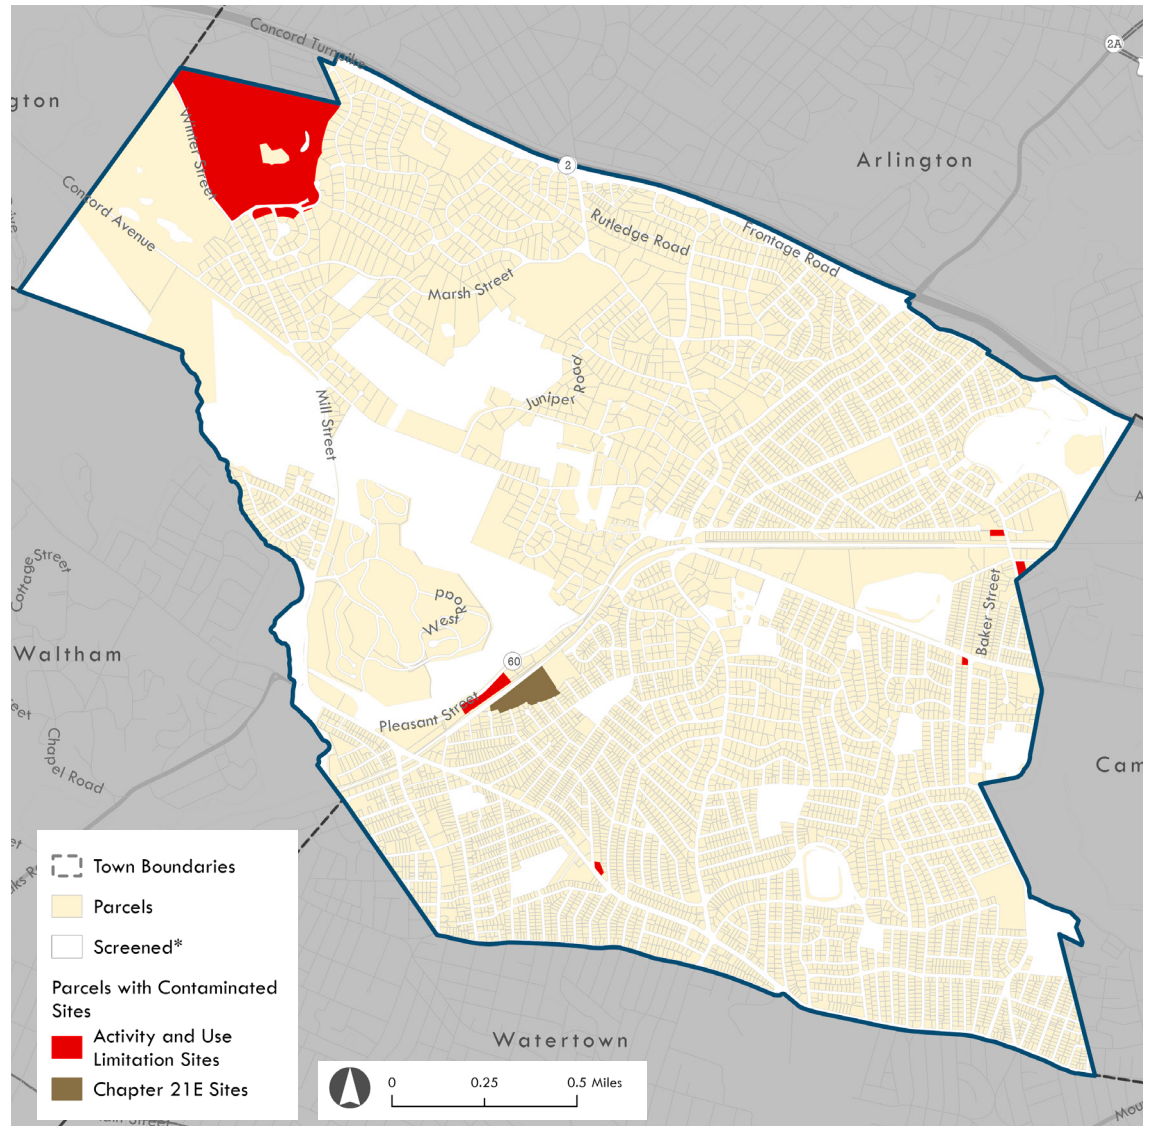 Concord Turnpike
2A
gton
Arlington
2
Winter Street
Concord Avenue
Rutledge Road
Frontage Road
Marsh Street
Juniper Road
Mill Street
Cottage Street
West Road
Baker Street
Waltham
60
Pleasant Street
Chapel Road
Cam
Town Boundaries
Parcels
Screened*
Parcels with Contaminated
Sites
Activity and Use
Limitation Sites
Chapter 21E Sites
0 0.25 0.5 Miles
Watertown
Mou